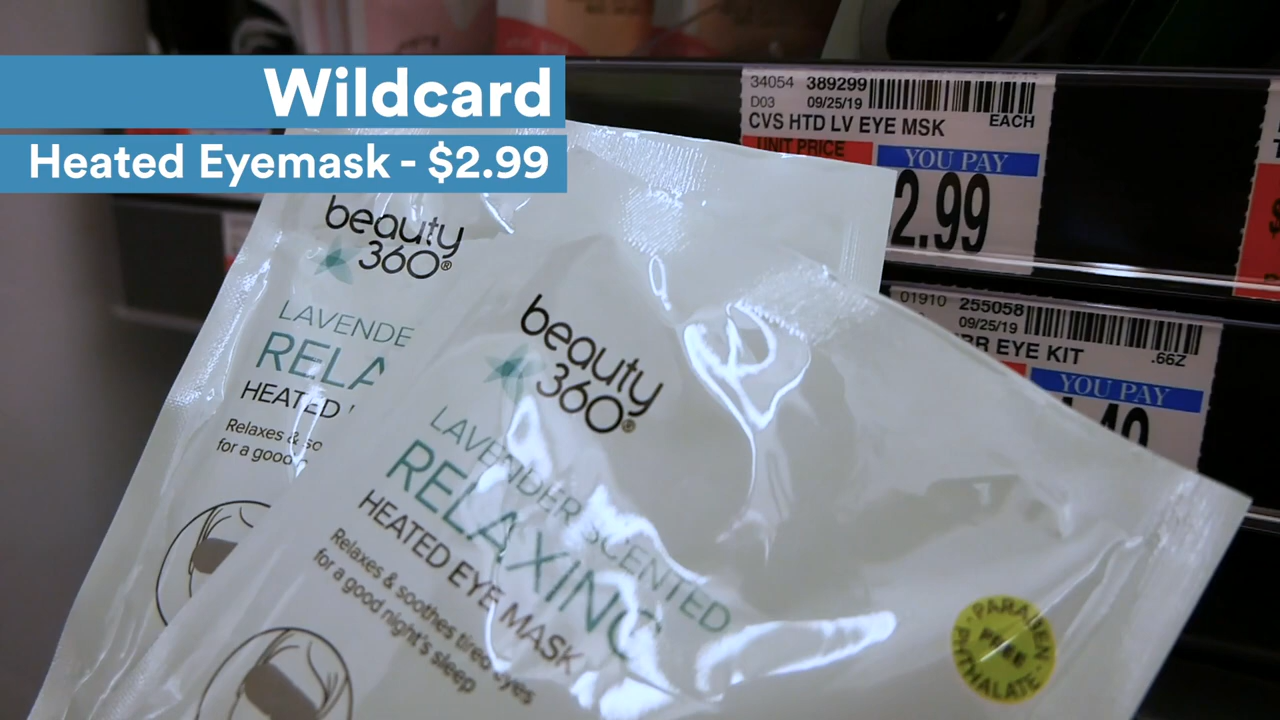 Wildcard
Heated Eyemask - $2.99
34054 389299
D03 09/25/19
EACH
CVS HTD LV EYE MSK
UNIT PRICE
YOU PAY
2.99
01910 255058
09/25/19
EYE KIT
.66Z
YOU PAY
beauty
360®
LAVENDE
RELA
HEATED
Relaxes & so
for a good
beauty
360®
LAVENDER SCENTED
RELAXING
HEATED EYE MASK
Relaxes & soothes tired eyes
for a good night's sleep
PARABEN
FREE
PHTHALATE